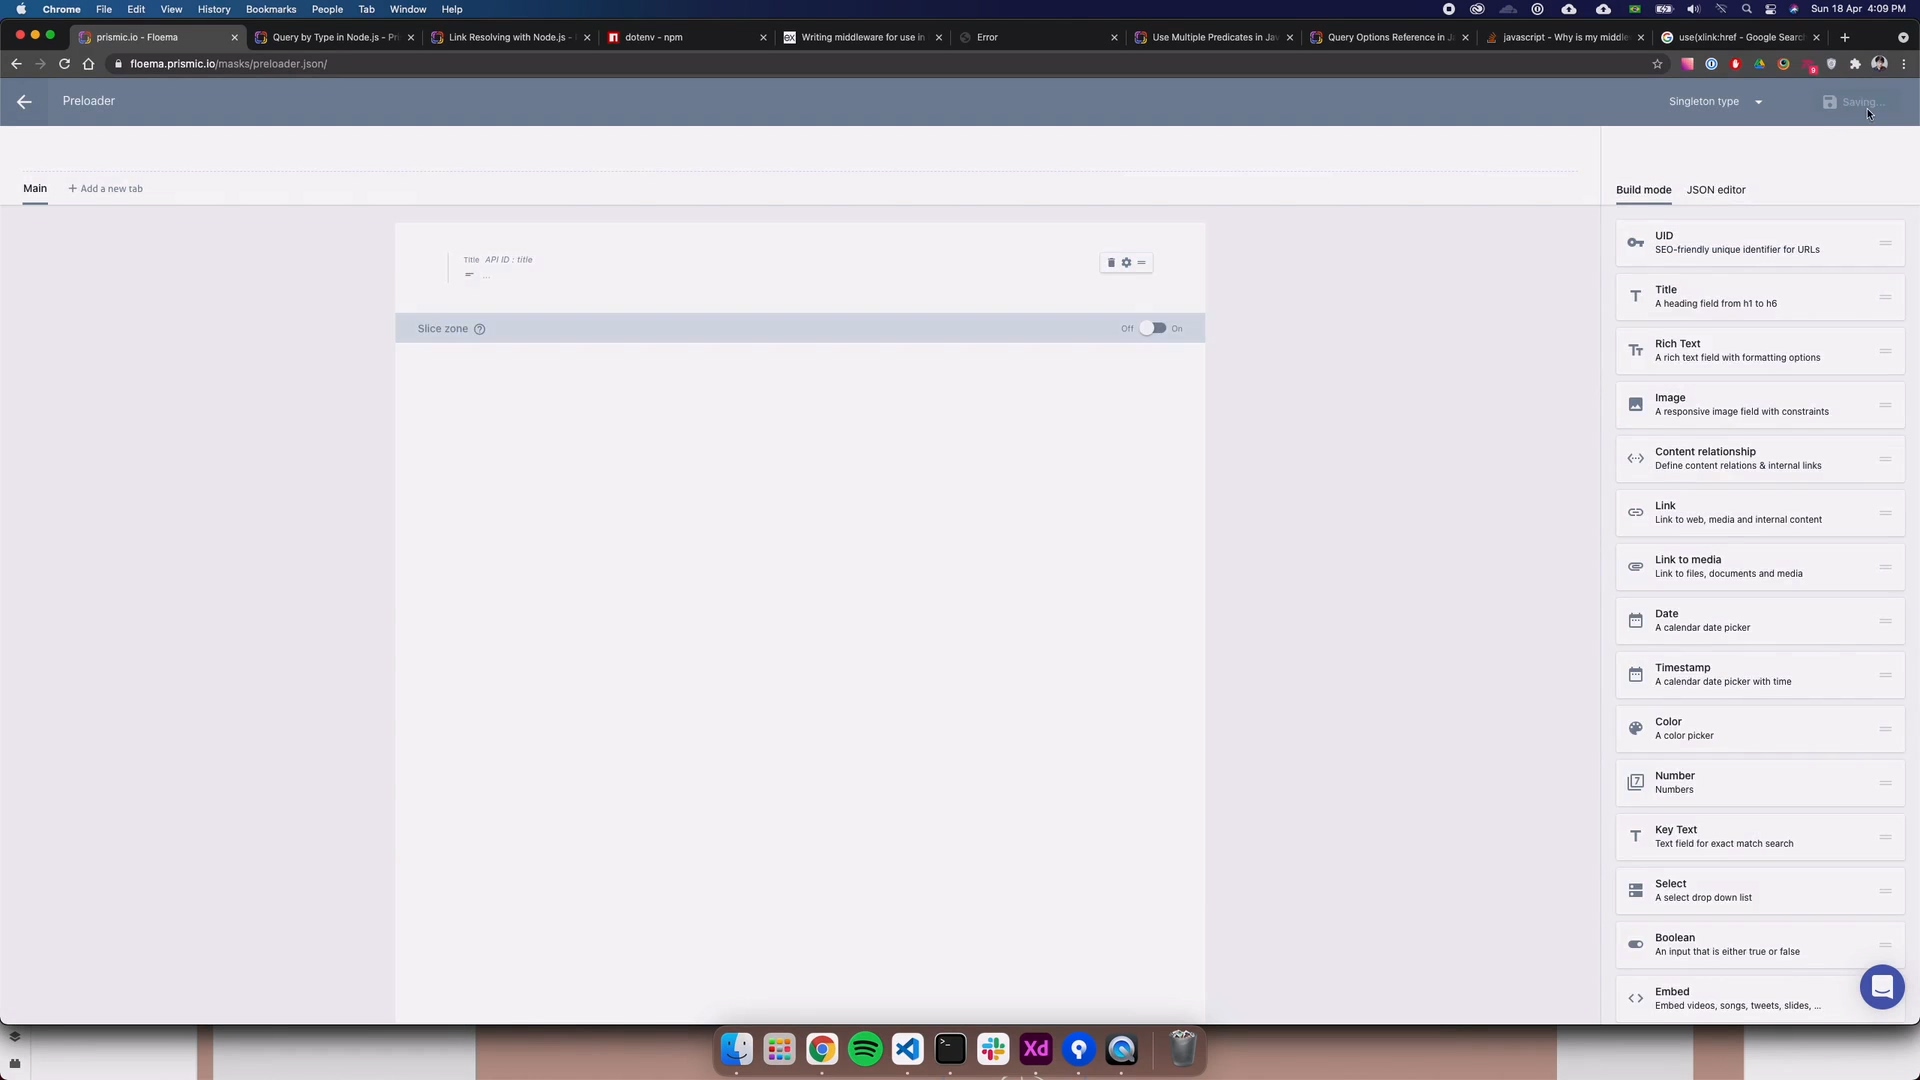 Chrome File Edit View History Bookmarks People Tab Window Help Sun 18 Apr 4:09 PM
prismic.io - Floema Query by Type in Node.js - Pri Link Resolving with Node.js - dotenv - npm Writing middleware for use in Error Use Multiple Predicates in Jav Query Options Reference in J javascript - Why is my middle use(xlink:href - Google Search
floema.prismic.io/masks/preloader.json/
9
Preloader Singleton type Saving...
Main + Add a new tab Build mode JSON editor
Title API ID : title
...
Slice zone ? Off On
UID
SEO-friendly unique identifier for URLs
Title
A heading field from h1 to h6
Rich Text
A rich text field with formatting options
Image
A responsive image field with constraints
Content relationship
Define content relations & internal links
Link
Link to web, media and internal content
Link to media
Link to files, documents and media
Date
A calendar date picker
Timestamp
A calendar date picker with time
Color
A color picker
7
Number
Numbers
Key Text
Text field for exact match search
Select
A select drop down list
Boolean
An input that is either true or false
Embed
Embed videos, songs, tweets, slides, ...
Xd